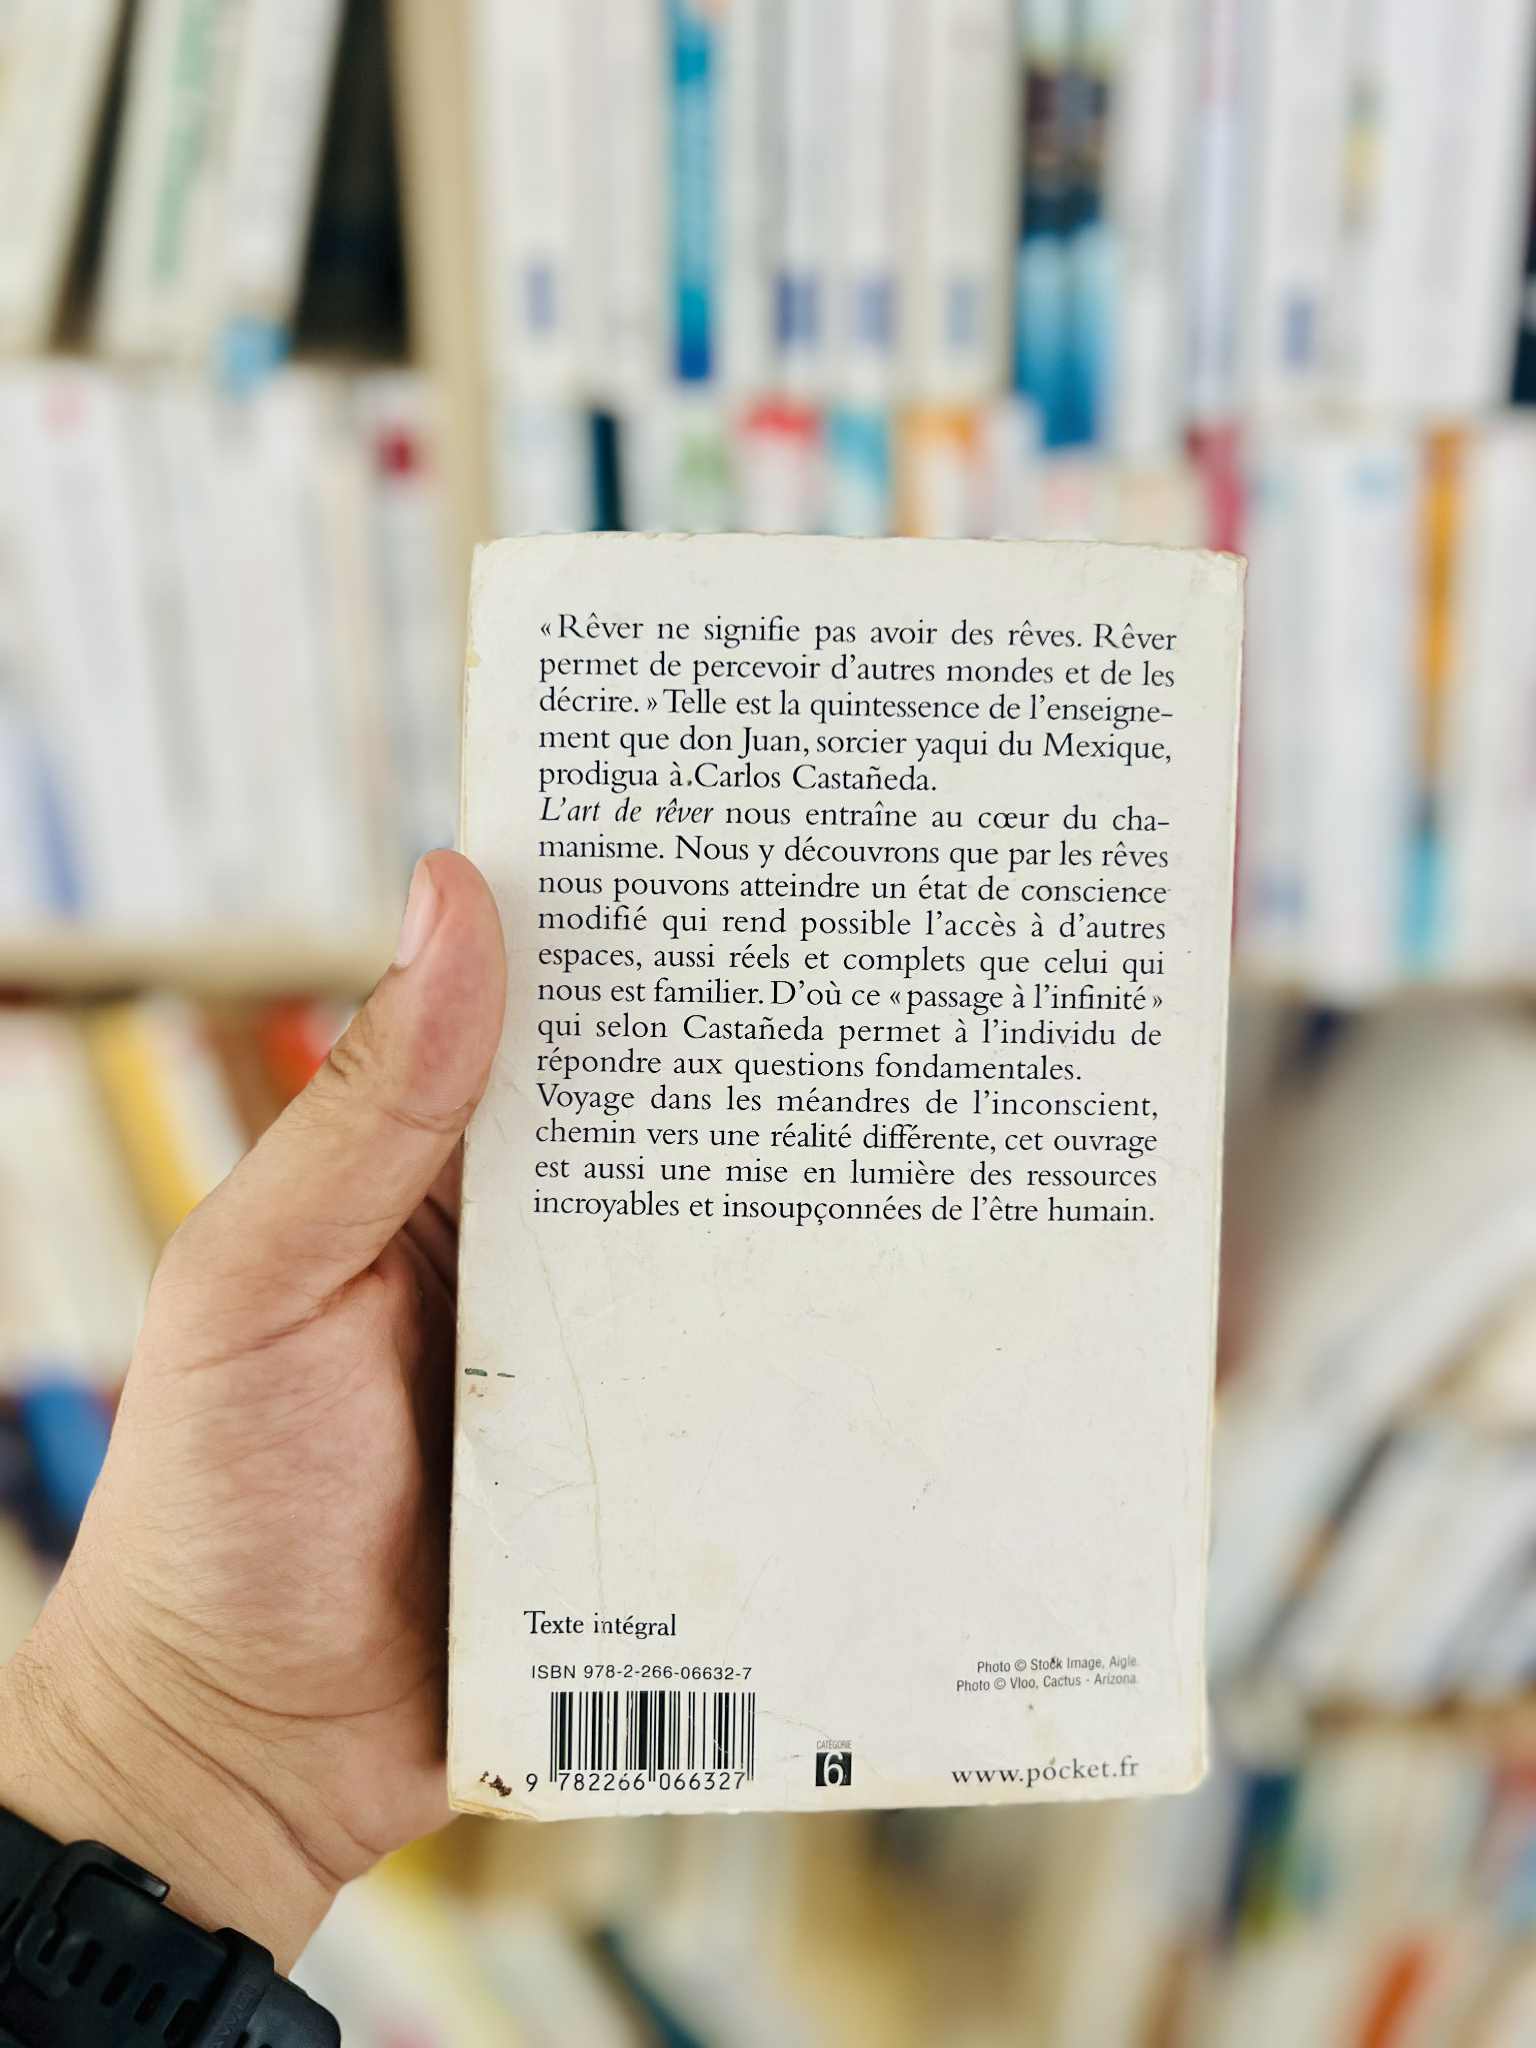 « Rêver ne signifie pas avoir des rêves. Rêver
permet de percevoir d'autres mondes et de les
décrire. » Telle est la quintessence de l'enseigne-
ment que don Juan, sorcier yaqui du Mexique,
prodigua à Carlos Castañeda.
L'art de rêver nous entraîne au cœur du cha-
manisme. Nous y découvrons que par les rêves
nous pouvons atteindre un état de conscience
modifié qui rend possible l'accès à d'autres
espaces, aussi réels et complets que celui qui
nous est familier. D'où ce « passage à l'infinité »
qui selon Castañeda permet à l'individu de
répondre aux questions fondamentales.
Voyage dans les méandres de l'inconscient,
chemin vers une réalité différente, cet ouvrage
est aussi une mise en lumière des ressources
incroyables et insoupçonnées de l'être humain.
Texte intégral
ISBN 978-2-266-06632-7
9 782266 066327
CATÉGORIE
6
Photo © Stock Image, Aigle.
Photo © Vloo, Cactus - Arizona.
www.pocket.fr